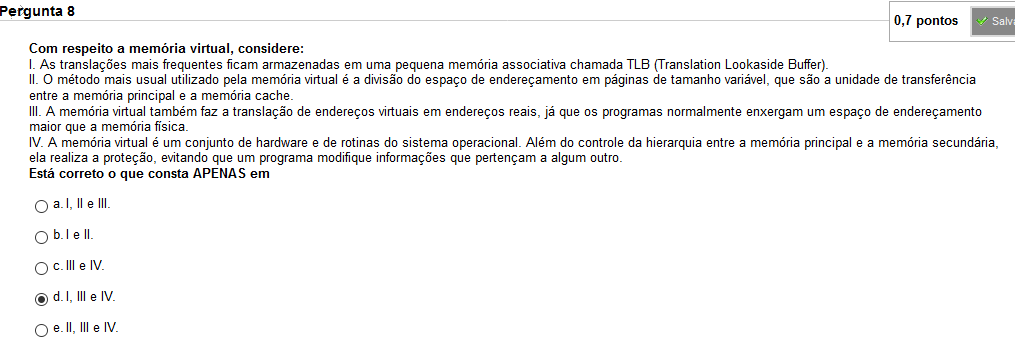 Pergunta 8
0,7 pontos
Com respeito a memória virtual, considere:
I. As translações mais frequentes ficam armazenadas em uma pequena memória associativa chamada TLB (Translation Lookaside Buffer).
II. O método mais usual utilizado pela memória virtual é a divisão do espaço de endereçamento em páginas de tamanho variável, que são a unidade de transferência
entre a memória principal e a memória cache.
III. A memória virtual também faz a translação de endereços virtuais em endereços reais, já que os programas normalmente enxergam um espaço de endereçamento
maior que a memória física.
IV. A memória virtual é um conjunto de hardware e de rotinas do sistema operacional. Além do controle da hierarquia entre a memória principal e a memória secundária,
ela realiza a proteção, evitando que um programa modifique informações que pertençam a algum outro.
Está correto o que consta APENAS em
a. I, II e III.
b. I e II.
c. III e IV.
d. I, III e IV.
e. II, III e IV.